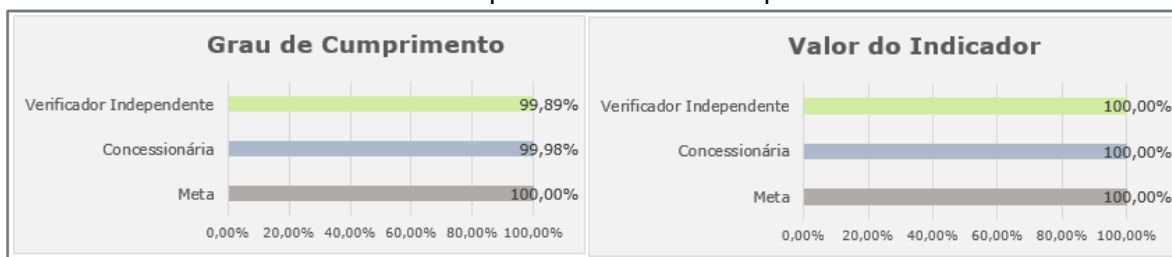 Grau de Cumprimento
Verificador Independente 99,89%
Concessionária 99,98%
Meta 100,00%
0,00% 20,00% 40,00% 60,00% 80,00% 100,00%
Valor do Indicador
Verificador Independente 100,00%
Concessionária 100,00%
Meta 100,00%
0,00% 20,00% 40,00% 60,00% 80,00% 100,00%